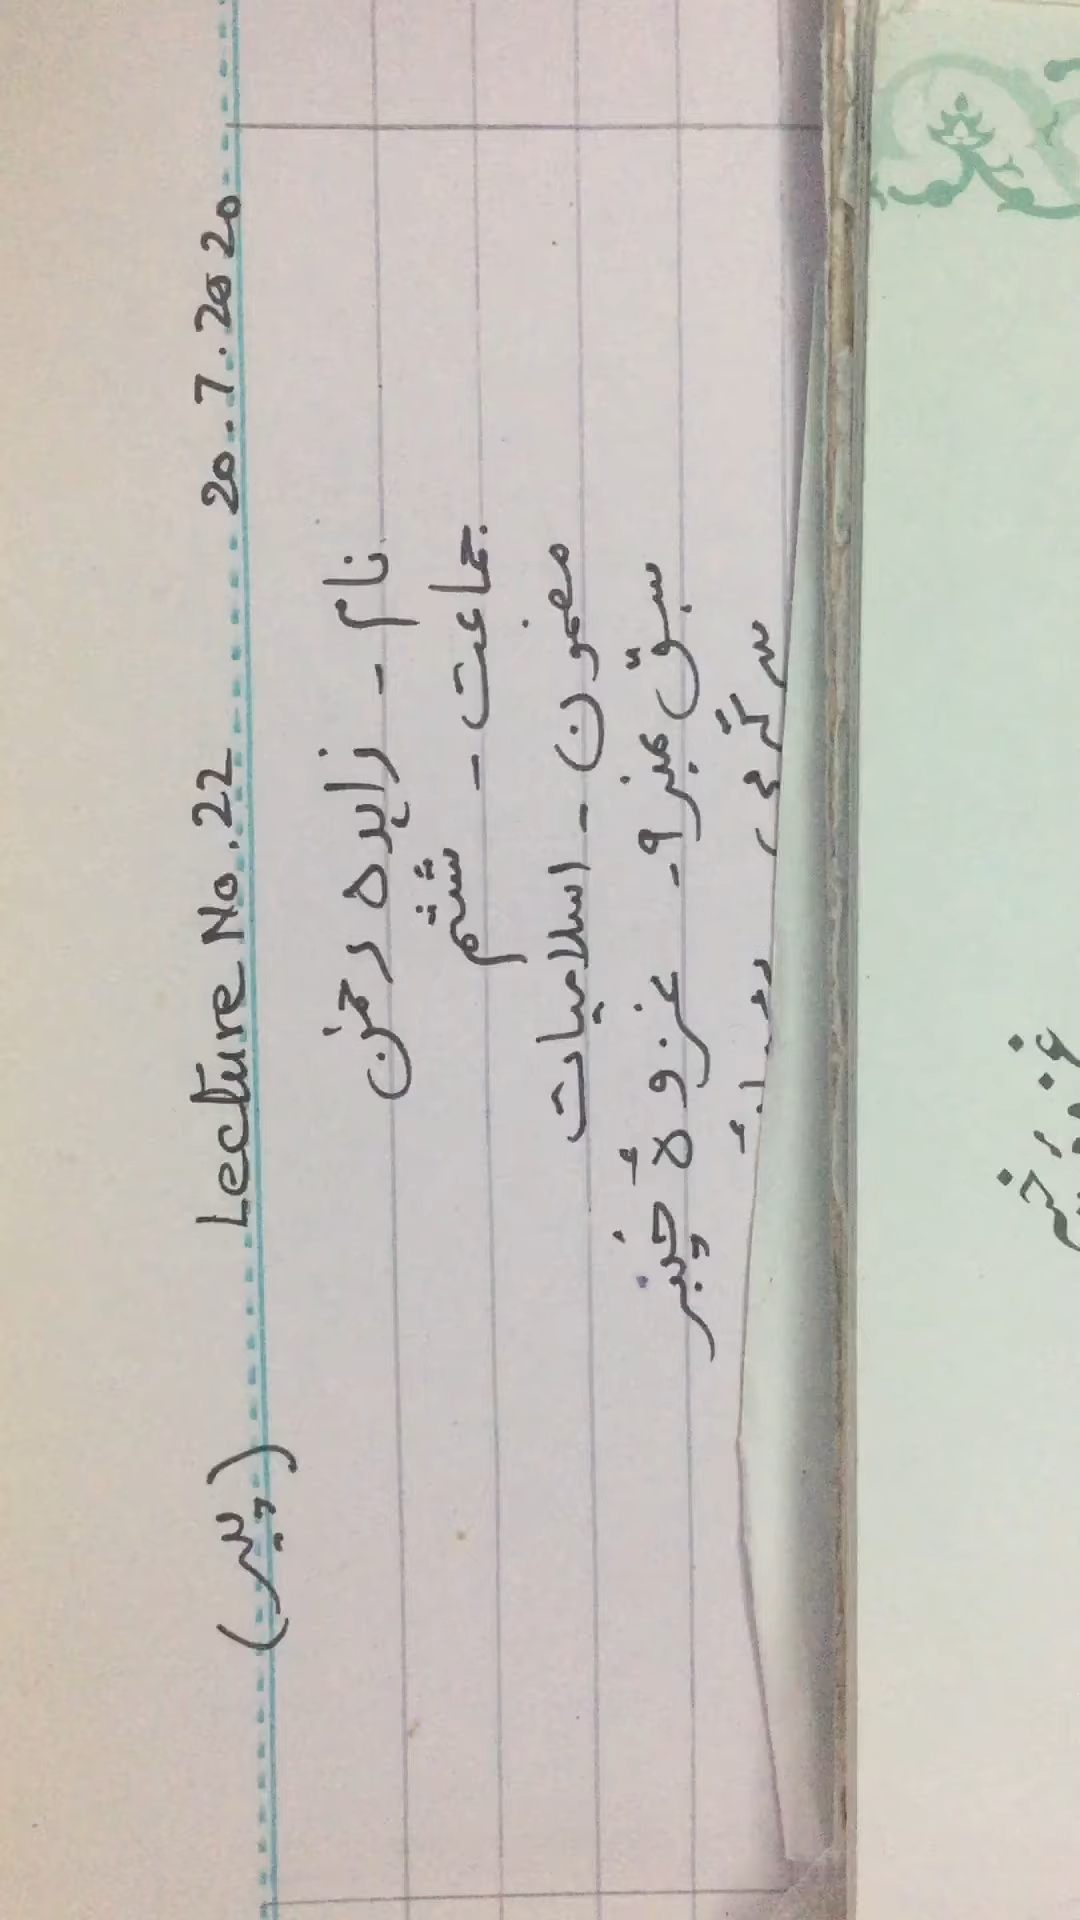 (پیر) Lecture No.22 20.7.2020
نام - زاہدہ رحمٰن
جماعت - ششم
مضمون - اسلامیات
سبق نمبر ۹ - غزوۂ خیبر
سرگرمی